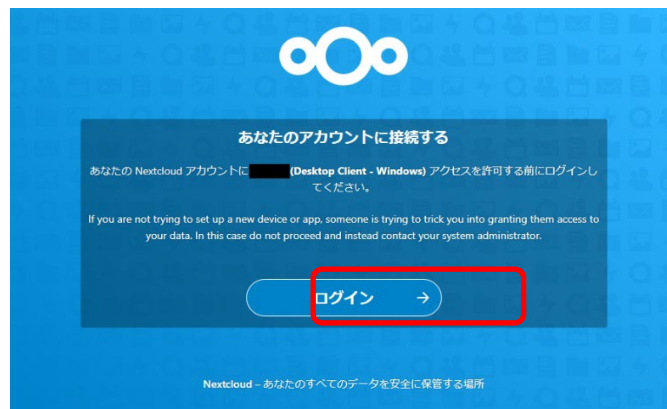 あなたのアカウントに接続する
あなたの Nextcloud アカウントに (Desktop Client - Windows) アクセスを許可する前にログインし
てください。
If you are not trying to set up a new device or app, someone is trying to trick you into granting them access to
your data. In this case do not proceed and instead contact your system administrator.
ログイン →
Nextcloud – あなたのすべてのデータを安全に保管する場所